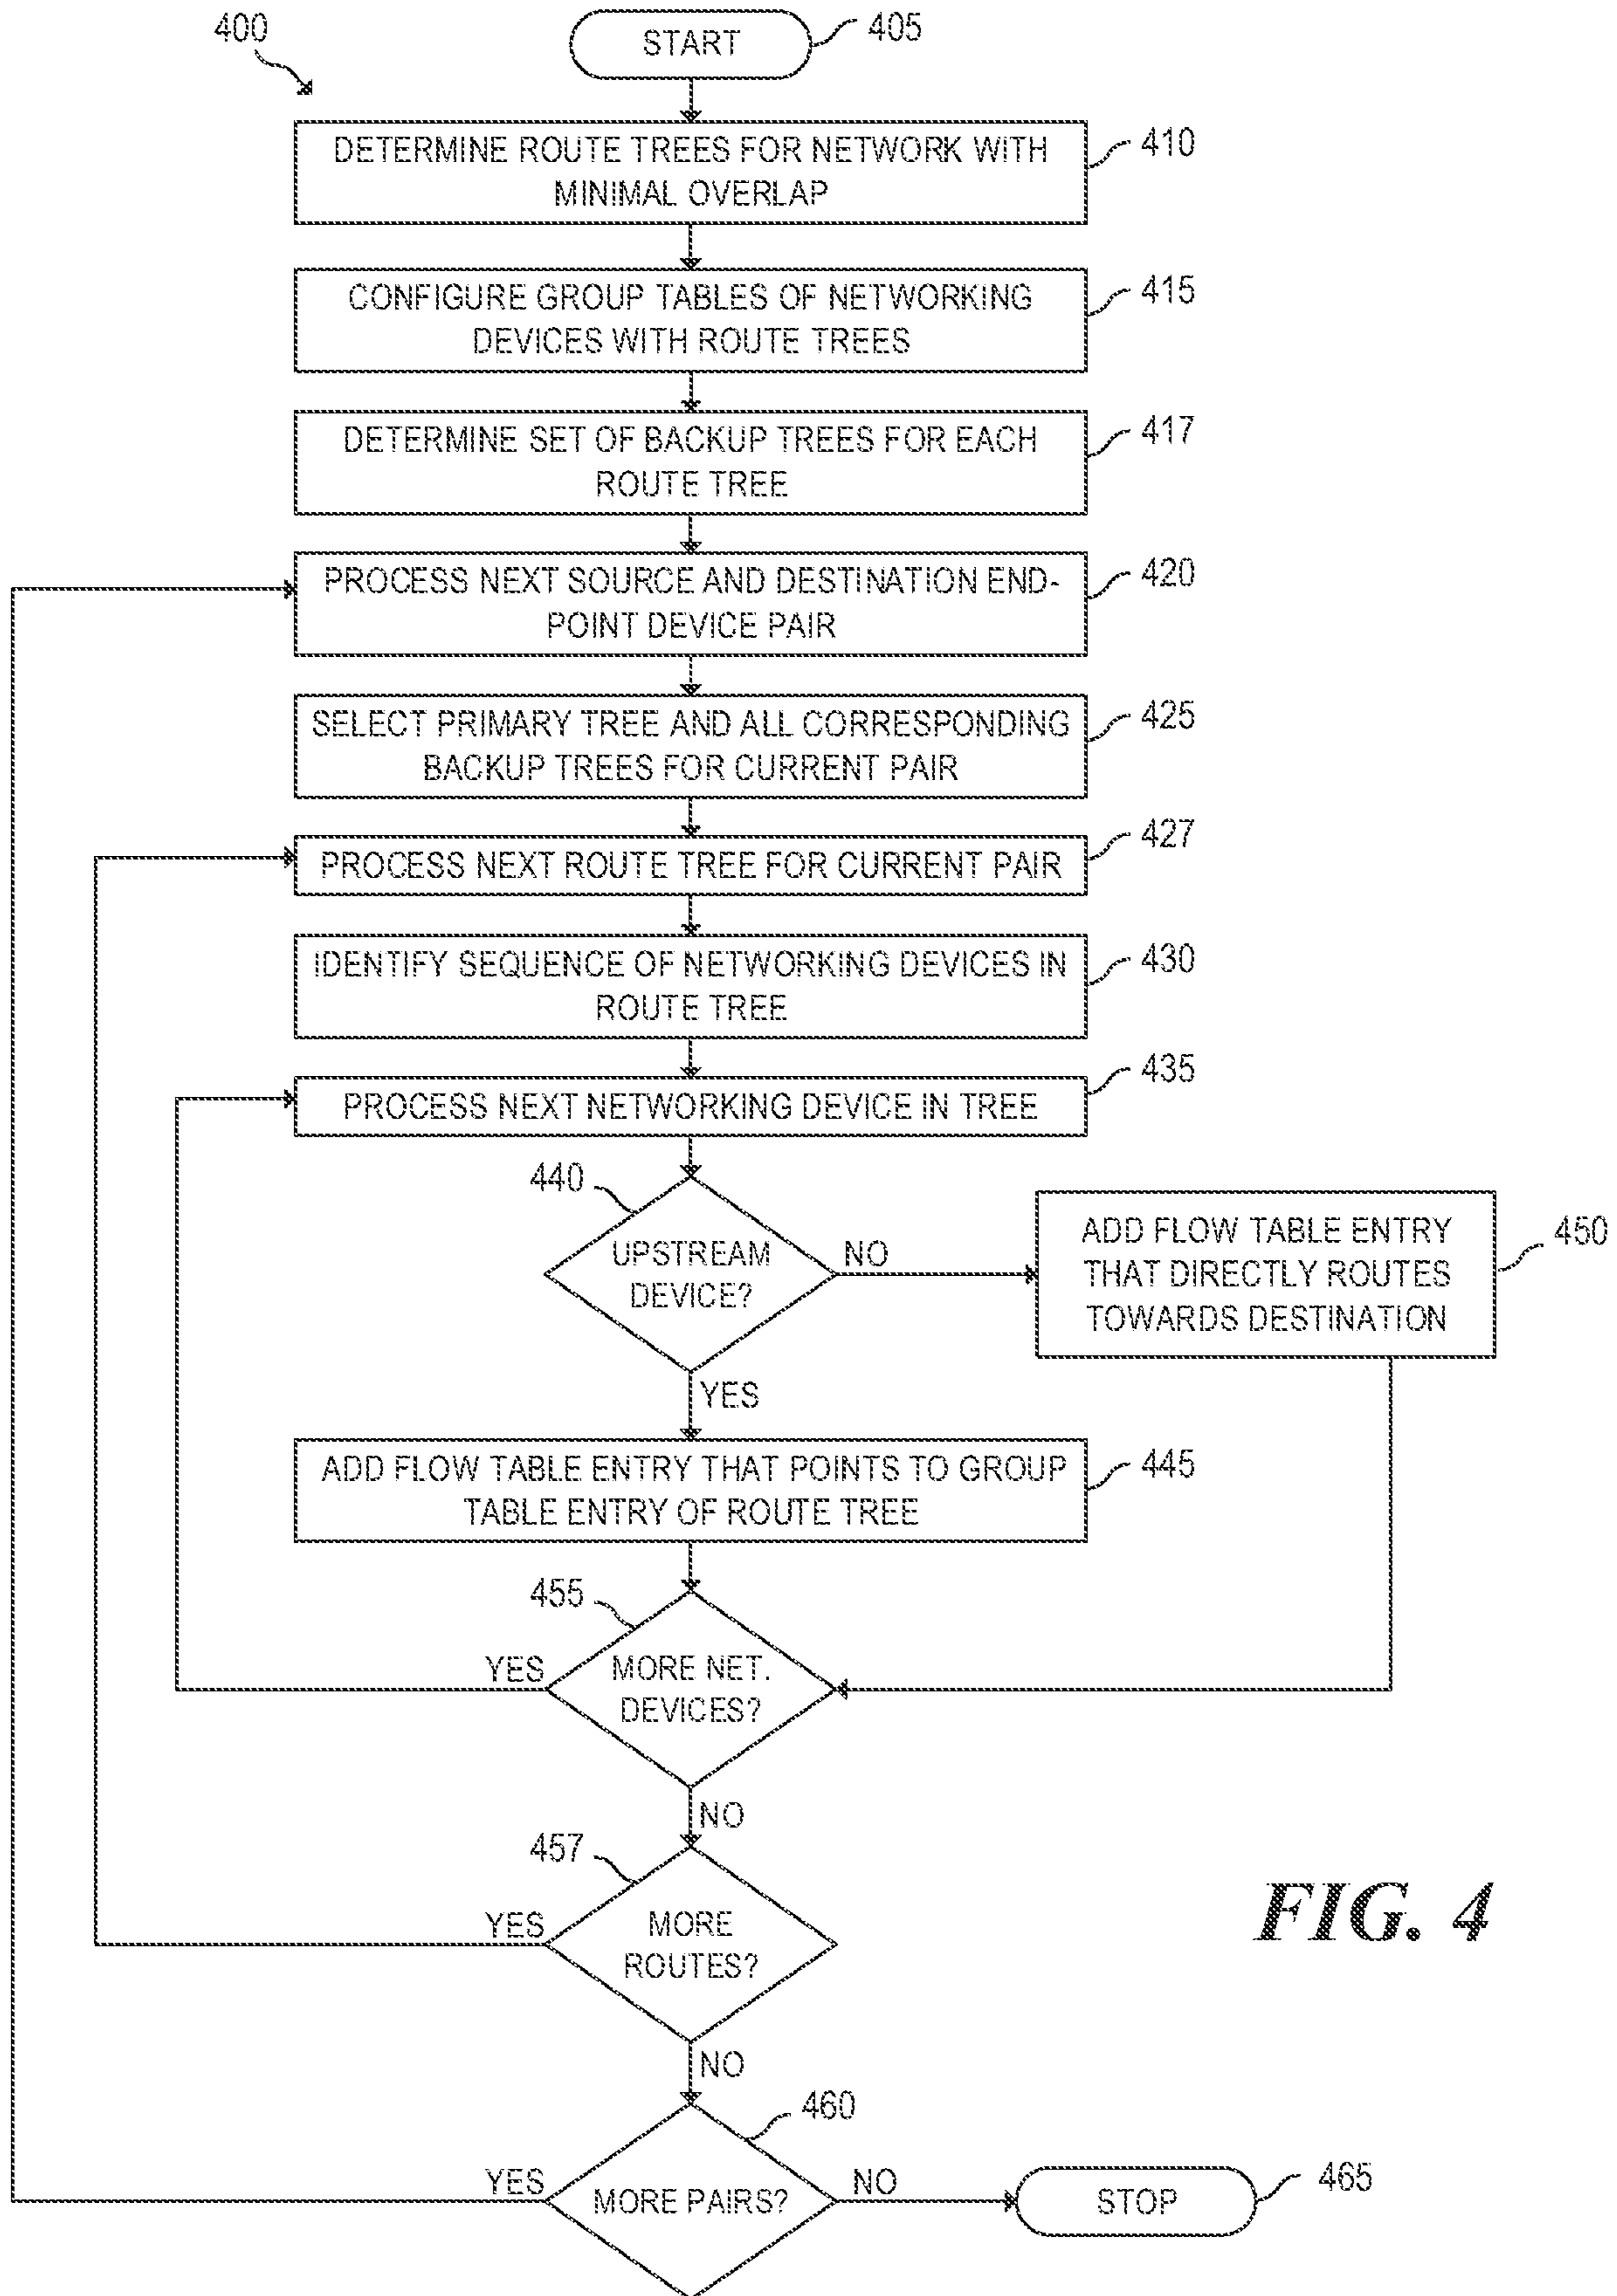 400
START
405
DETERMINE ROUTE TREES FOR NETWORK WITH
MINIMAL OVERLAP
410
CONFIGURE GROUP TABLES OF NETWORKING
DEVICES WITH ROUTE TREES
415
DETERMINE SET OF BACKUP TREES FOR EACH
ROUTE TREE
417
PROCESS NEXT SOURCE AND DESTINATION END-
POINT DEVICE PAIR
420
SELECT PRIMARY TREE AND ALL CORRESPONDING
BACKUP TREES FOR CURRENT PAIR
425
PROCESS NEXT ROUTE TREE FOR CURRENT PAIR
427
IDENTIFY SEQUENCE OF NETWORKING DEVICES IN
ROUTE TREE
430
PROCESS NEXT NETWORKING DEVICE IN TREE
435
440
UPSTREAM
DEVICE?
NO
ADD FLOW TABLE ENTRY
THAT DIRECTLY ROUTES
TOWARDS DESTINATION
450
YES
ADD FLOW TABLE ENTRY THAT POINTS TO GROUP
TABLE ENTRY OF ROUTE TREE
445
455
YES
MORE NET.
DEVICES?
NO
457
YES
MORE
ROUTES?
FIG. 4
NO
460
YES
MORE PAIRS?
NO
STOP
465